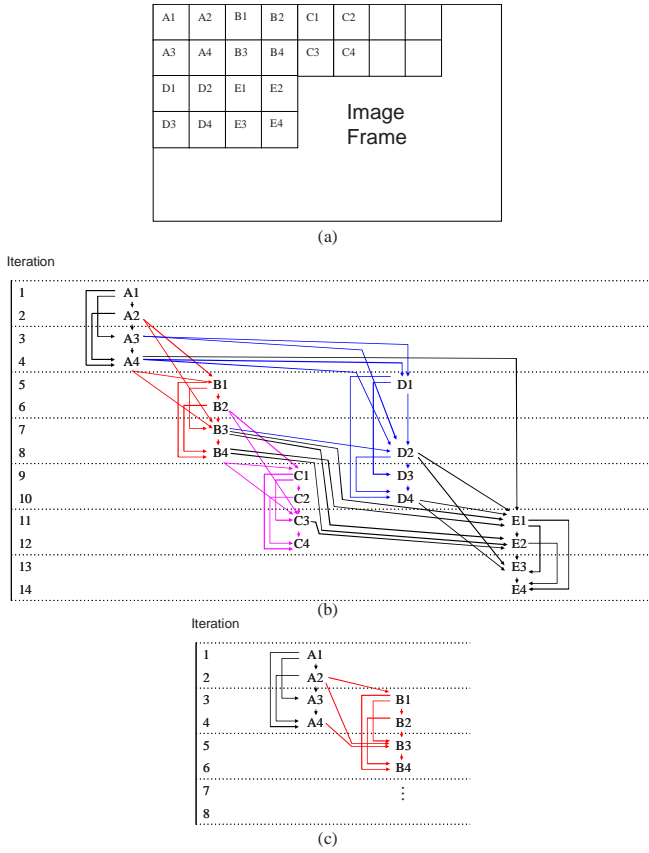 A1 A2 B1 B2 C1 C2
A3 A4 B3 B4 C3 C4
D1 D2 E1 E2
D3 D4 E3 E4
Image
Frame
(a)
Iteration
1 A1
2 A2
3 A3
4 A4
5 B1 D1
6 B2
7 B3
8 B4 D2
9 C1 D3
10 C2 D4
11 C3 E1
12 C4 E2
13 E3
14 E4
(b)
Iteration
1 A1
2 A2
3 A3 B1
4 A4 B2
5 B3
6 B4
7 ⋮
8
(c)